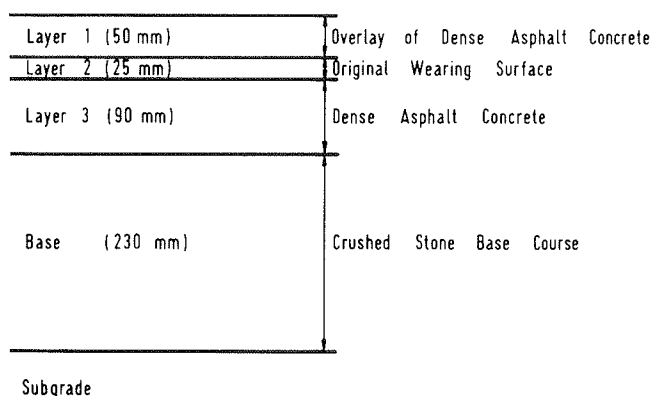 Layer 1 (50 mm) Overlay of Dense Asphalt Concrete
Layer 2 (25 mm) Original Wearing Surface
Layer 3 (90 mm) Dense Asphalt Concrete
Base (230 mm) Crushed Stone Base Course
Subgrade